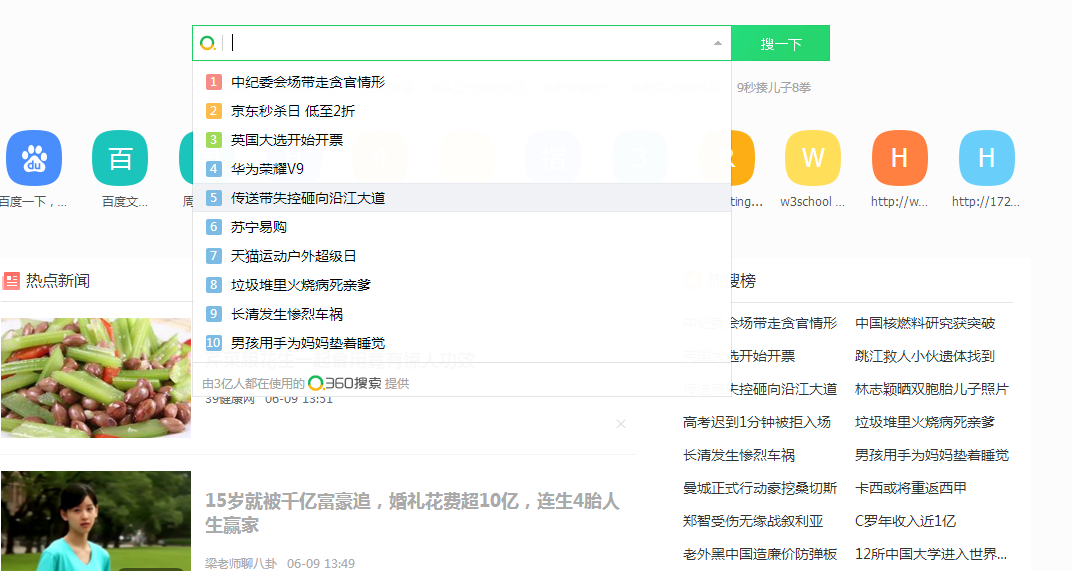 搜一下
1 中纪委会场带走贪官情形
9秒揍儿子8拳
2 京东秒杀日 低至2折
3 英国大选开始开票
4 华为荣耀V9
5 传送带失控砸向沿江大道
6 苏宁易购
7 天猫运动户外超级日
8 垃圾堆里火烧病死亲爹
9 长清发生惨烈车祸
10 男孩用手为妈妈垫着睡觉
由3亿人都在使用的 360搜索 提供
du
百
W
H
H
百度一下，...
百度文...
ting...
w3school ...
http://w...
http://172...
热点新闻
39健康网 06-09 13:51
15岁就被千亿富豪追，婚礼花费超10亿，连生4胎人
生赢家
梁老师聊八卦 06-09 13:49
热搜榜
中纪委会场带走贪官情形 中国核燃料研究获突破
英国大选开始开票 跳江救人小伙遗体找到
传送带失控砸向沿江大道 林志颖晒双胞胎儿子照片
高考迟到1分钟被拒入场 垃圾堆里火烧病死亲爹
长清发生惨烈车祸 男孩用手为妈妈垫着睡觉
曼城正式行动豪挖桑切斯 卡西或将重返西甲
郑智受伤无缘战叙利亚 C罗年收入近1亿
老外黑中国造廉价防弹板 12所中国大学进入世界...